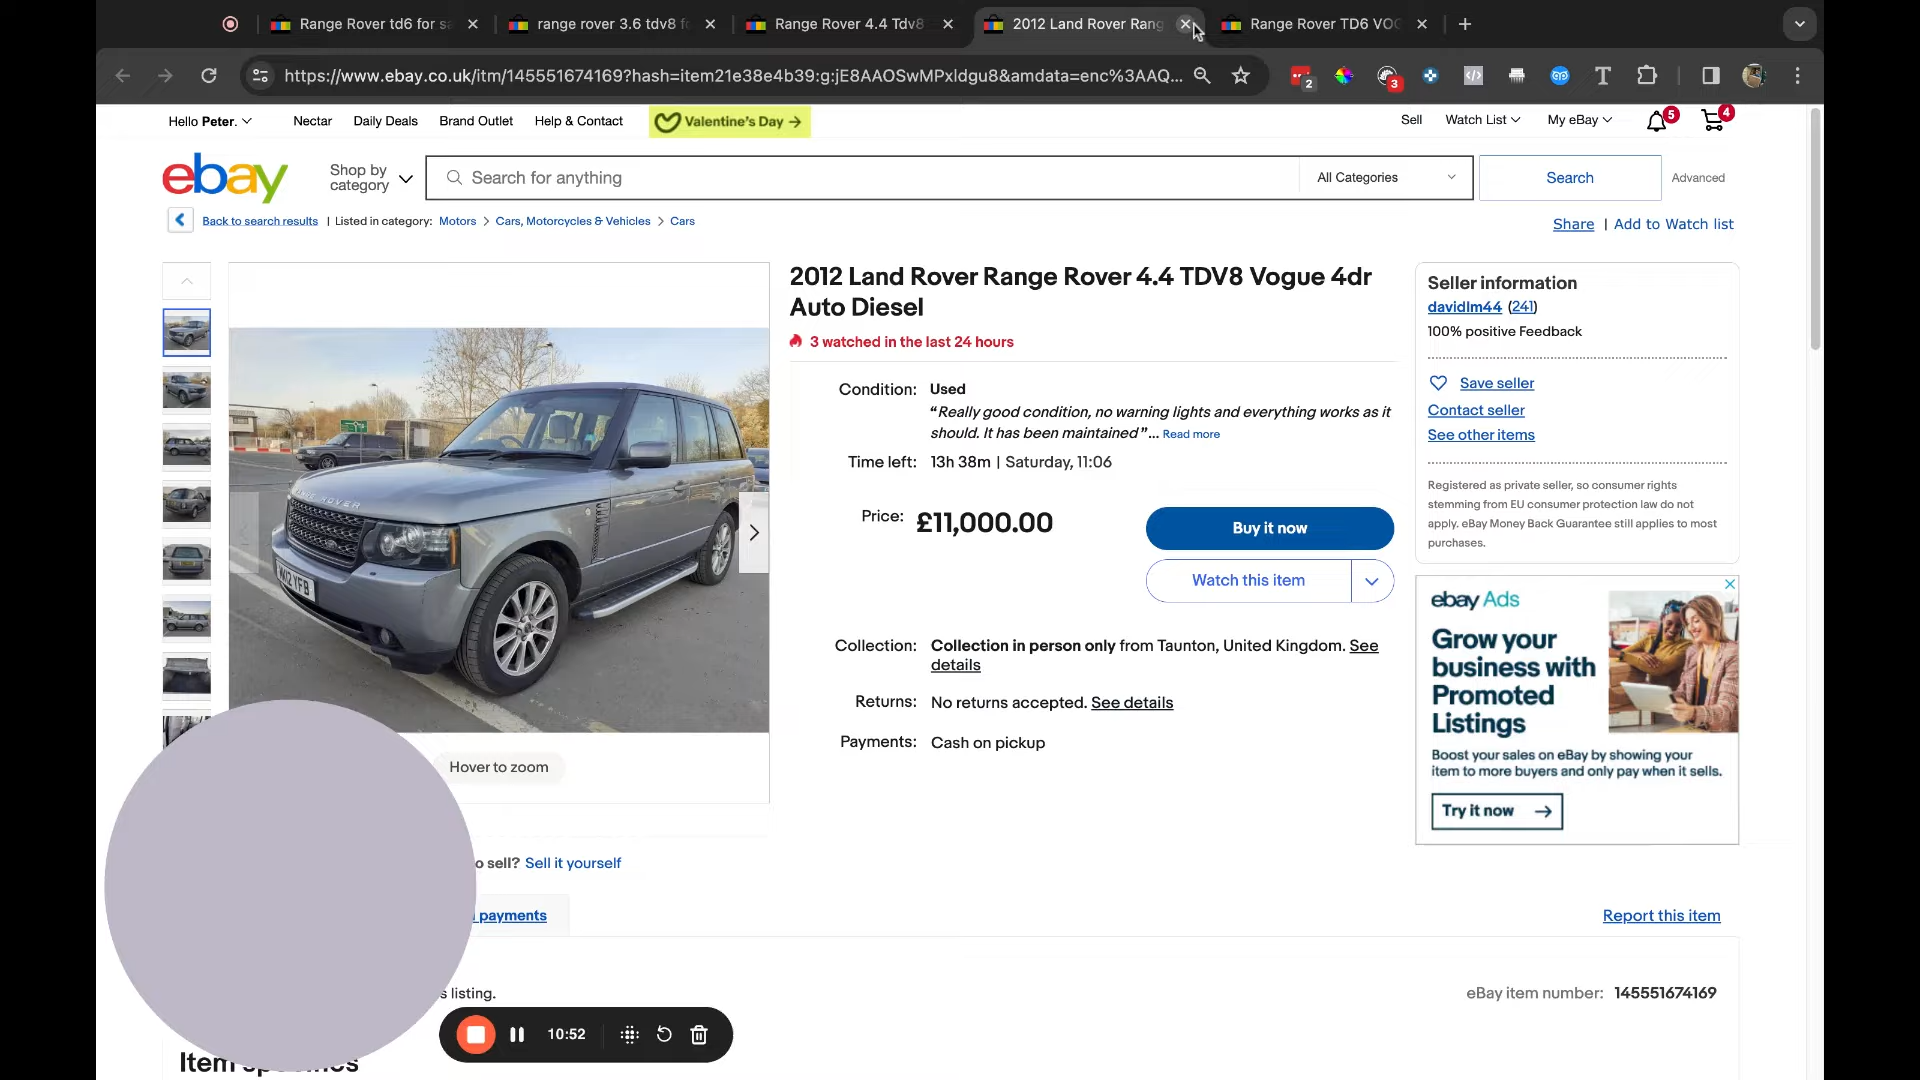 Range Rover td6 for sa
range rover 3.6 tdv8 fo
Range Rover 4.4 Tdv8
2012 Land Rover Rang
Range Rover TD6 VOG
https://www.ebay.co.uk/itm/145551674169?hash=item21e38e4b39:g:jE8AAOSwMPxldgu8&amdata=enc%3AAQ...
2
3
Hello Peter.
Nectar
Daily Deals
Brand Outlet
Help & Contact
Valentine's Day →
Sell
Watch List
My eBay
5
4
ebay
Shop by category
Search for anything
All Categories
Search
Advanced
Back to search results
| Listed in category:
Motors > Cars, Motorcycles & Vehicles > Cars
Share | Add to Watch list
2012 Land Rover Range Rover 4.4 TDV8 Vogue 4dr
Auto Diesel
3 watched in the last 24 hours
Condition: Used
“Really good condition, no warning lights and everything works as it
should. It has been maintained”... Read more
Time left: 13h 38m | Saturday, 11:06
Price: £11,000.00
Buy it now
Watch this item
Collection: Collection in person only from Taunton, United Kingdom. See
details
Returns: No returns accepted. See details
Payments: Cash on pickup
RANGE ROVER
Hover to zoom
Seller information
davidlm44 (241)
100% positive Feedback
Save seller
Contact seller
See other items
Registered as private seller, so consumer rights
stemming from EU consumer protection law do not
apply. eBay Money Back Guarantee still applies to most
purchases.
ebay Ads
Grow your
business with
Promoted
Listings
Boost your sales on eBay by showing your
item to more buyers and only pay when it sells.
Try it now →
o sell? Sell it yourself
payments
Report this item
s listing.
eBay item number: 145551674169
10:52
Item specifics